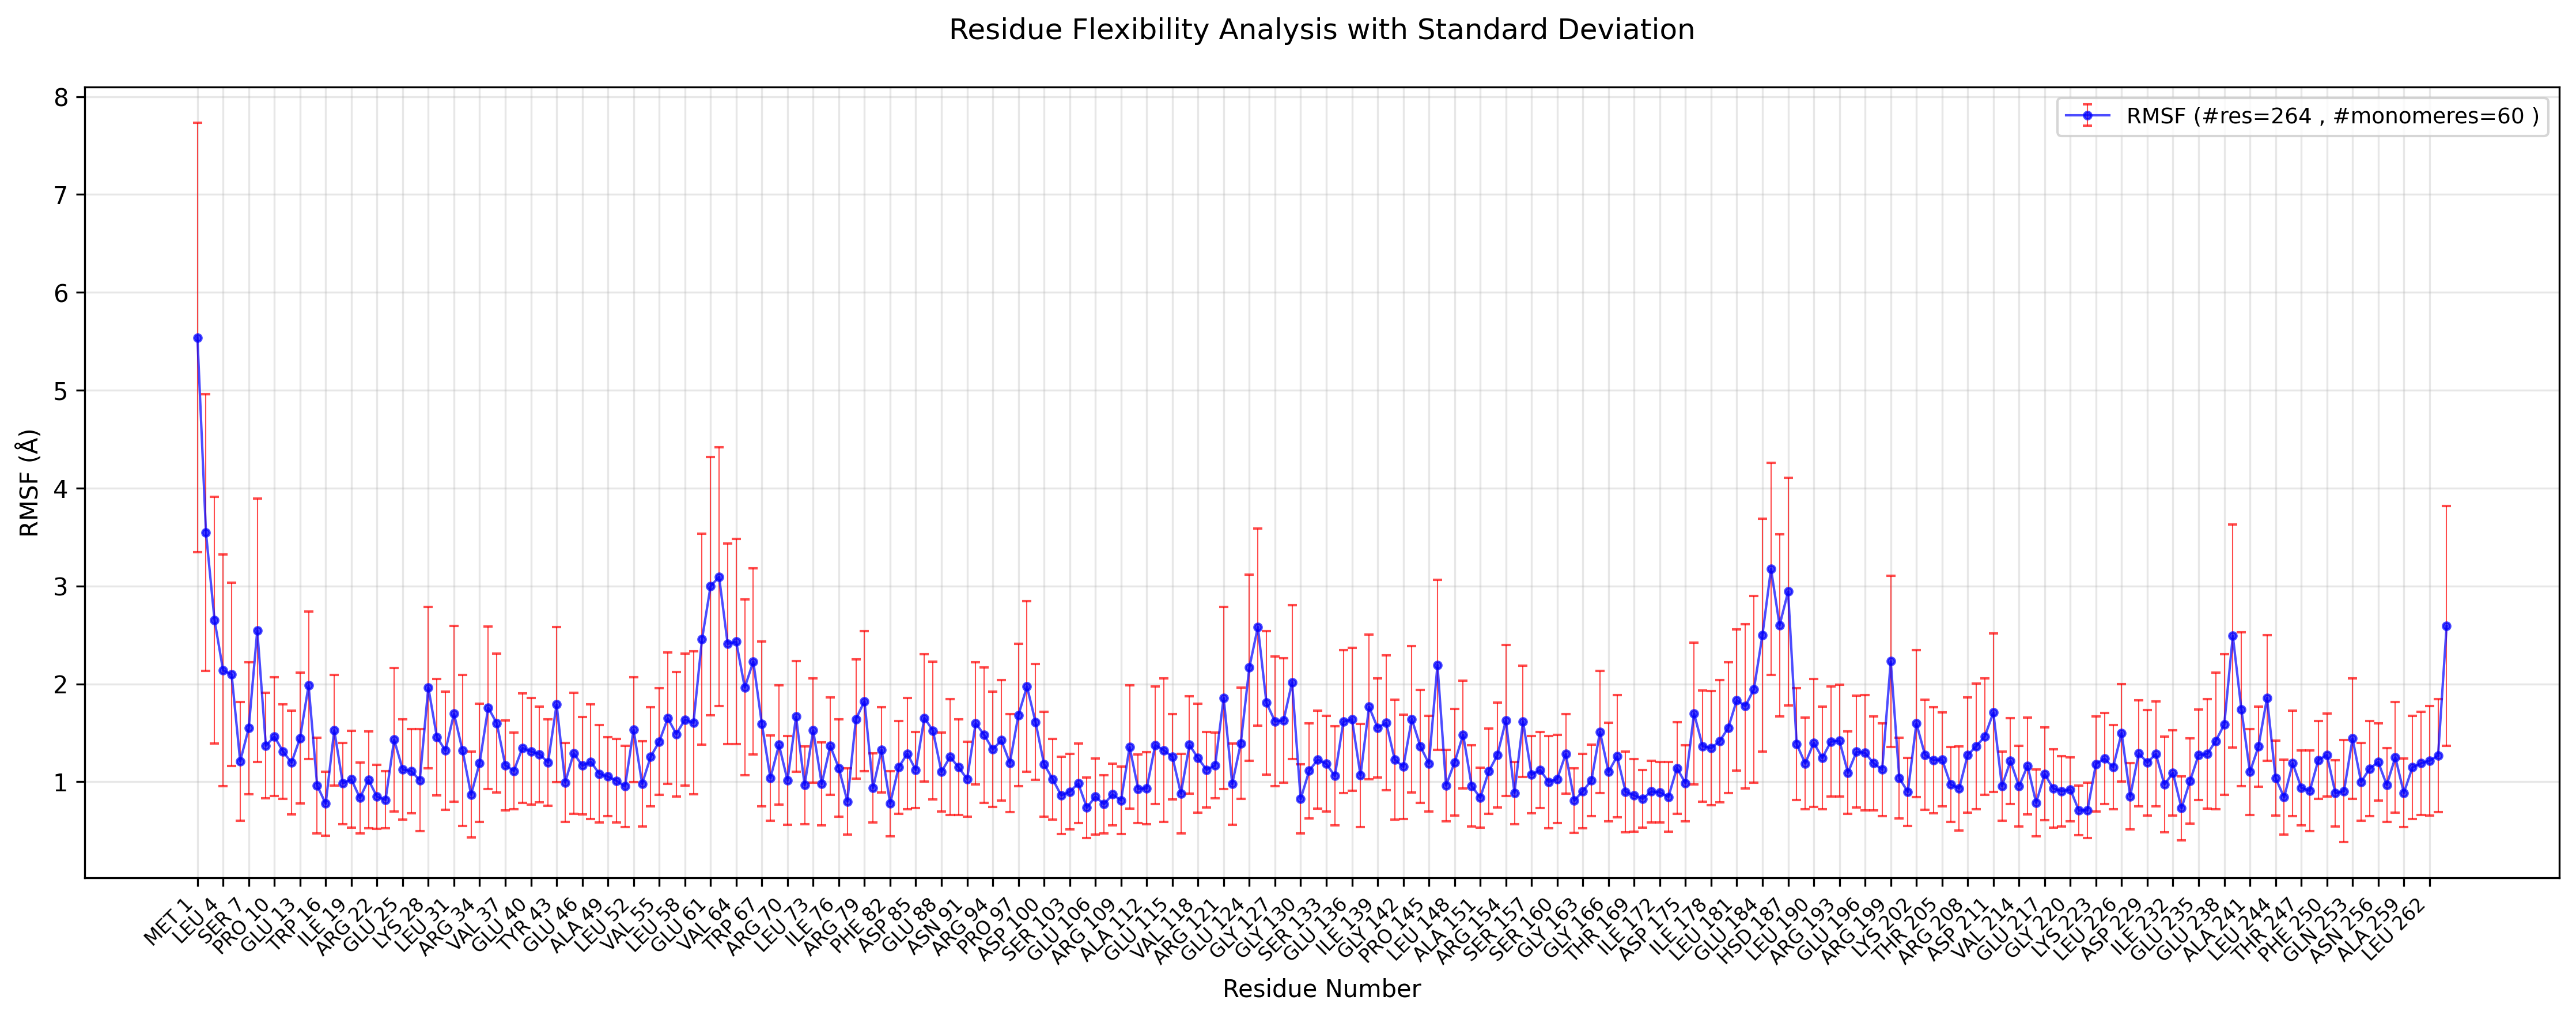 Residue Flexibility Analysis with Standard Deviation
RMSF (#res=264 , #monomeres=60 )
RMSF (Å)
8
7
6
5
4
3
2
1
MET 1
LEU 4
SER 7
PRO 10
GLU 13
TRP 16
ILE 19
ARG 22
GLU 25
LYS 28
LEU 31
ARG 34
VAL 37
GLU 40
TYR 43
GLU 46
ALA 49
LEU 52
VAL 55
LEU 58
GLU 61
VAL 64
TRP 67
ARG 70
LEU 73
ILE 76
ARG 79
PHE 82
ASP 85
GLU 88
ASN 91
ARG 94
PRO 97
ASP 100
SER 103
GLU 106
ARG 109
ALA 112
GLU 115
VAL 118
ARG 121
GLU 124
GLY 127
GLY 130
SER 133
GLU 136
ILE 139
GLY 142
PRO 145
LEU 148
ALA 151
ARG 154
SER 157
SER 160
GLY 163
GLY 166
THR 169
ILE 172
ASP 175
ILE 178
LEU 181
GLU 184
HSD 187
LEU 190
ARG 193
GLU 196
ARG 199
LYS 202
THR 205
ARG 208
ASP 211
VAL 214
GLU 217
GLY 220
LYS 223
LEU 226
ASP 229
ILE 232
GLU 235
GLU 238
ALA 241
LEU 244
THR 247
PHE 250
GLN 253
ASN 256
ALA 259
LEU 262
Residue Number